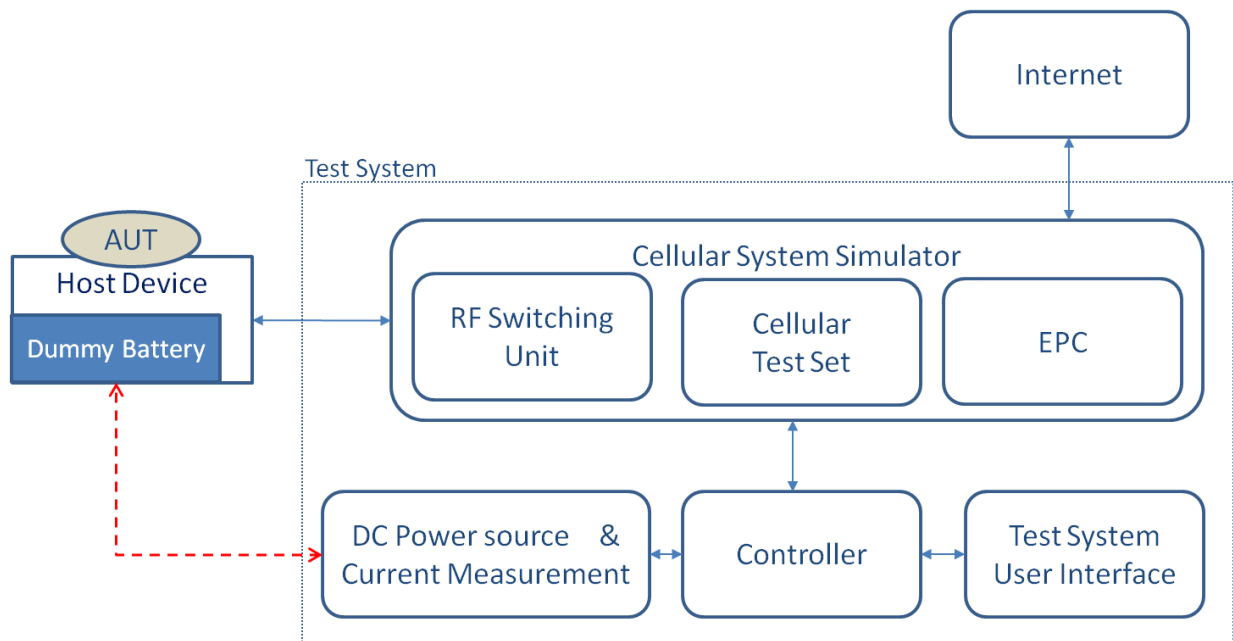 Internet
Test System
AUT
Host Device
Dummy Battery
Cellular System Simulator
RF Switching
Unit
Cellular
Test Set
EPC
DC Power source & 
Current Measurement
Controller
Test System
User Interface